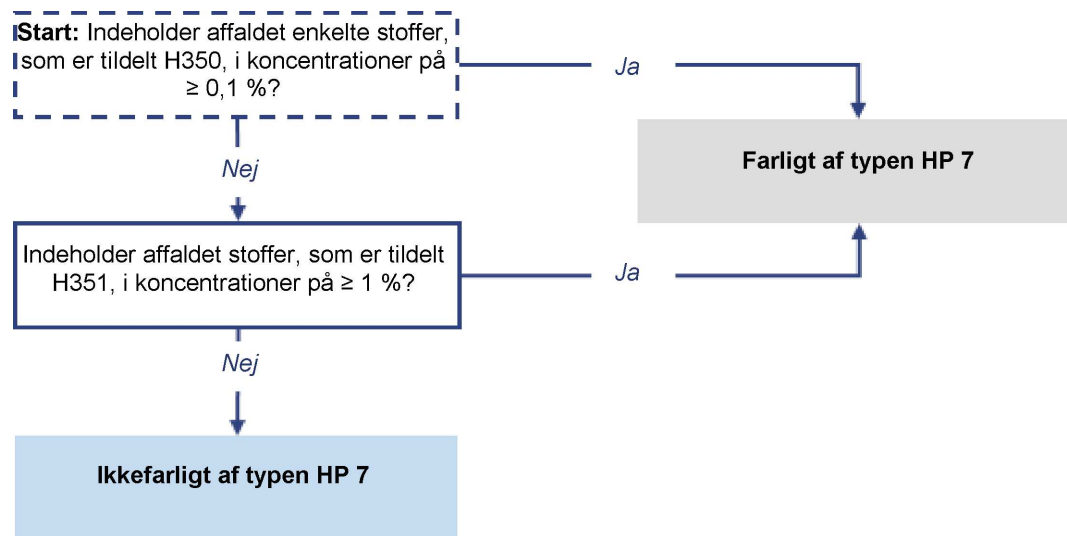 Start: Indeholder affaldet enkelte stoffer,
som er tildelt H350, i koncentrationer på
≥ 0,1 %?
Ja
Farligt af typen HP 7
Nej
Indeholder affaldet stoffer, som er tildelt
H351, i koncentrationer på ≥ 1 %?
Ja
Nej
Ikkefarligt af typen HP 7